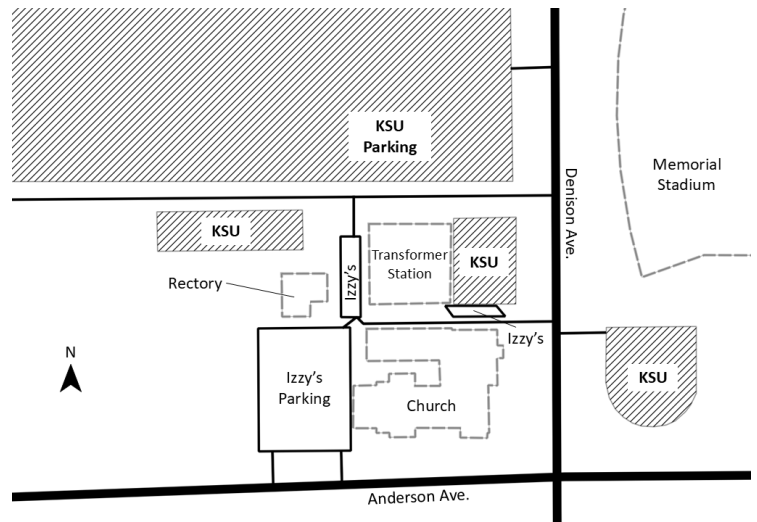 KSU
Parking
Memorial
Stadium
Denison Ave.
KSU
Transformer
Station
KSU
Rectory
Izzy's
Izzy's
N
Izzy's
Parking
Church
KSU
Anderson Ave.